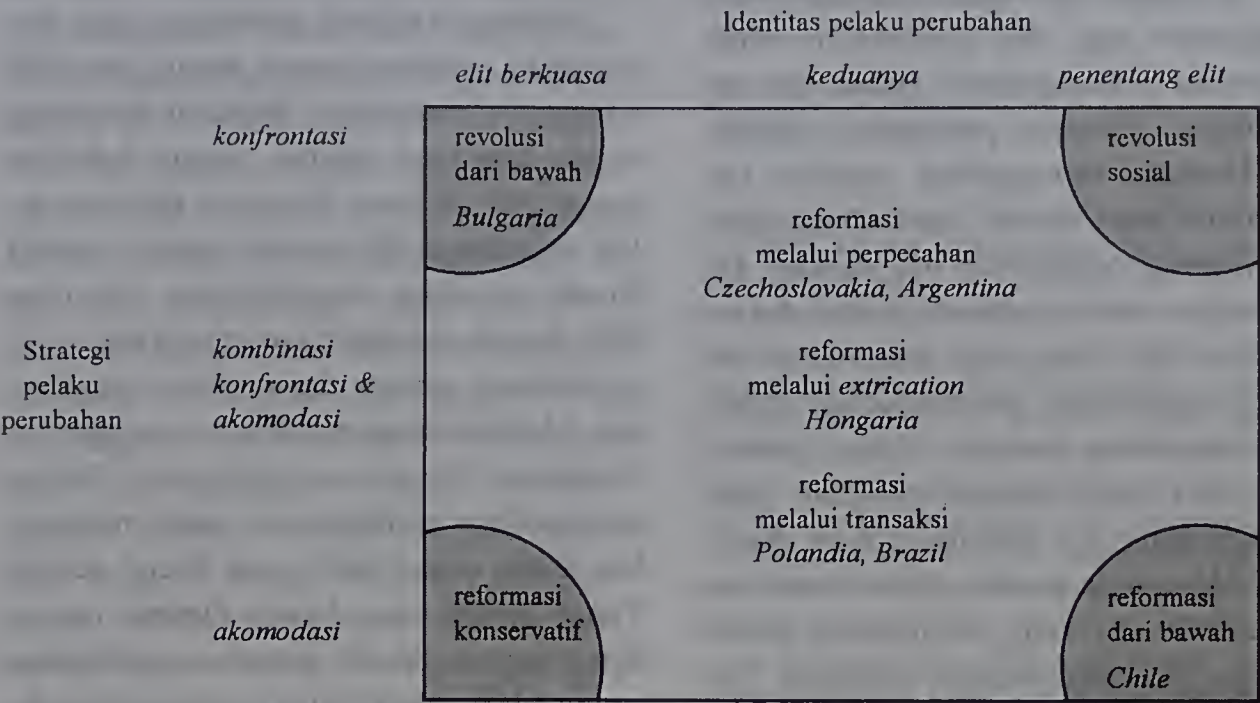 Identitas pelaku perubahan
elit berkuasa keduanya penentang elit
konfrontasi
revolusi
dari bawah
Bulgaria
revolusi
sosial
reformasi
melalui perpecahan
Czechoslovakia, Argentina
Strategi
pelaku
perubahan
kombinasi
konfrontasi &
akomodasi
reformasi
melalui extrication
Hongaria
reformasi
melalui transaksi
Polandia, Brazil
akomodasi
reformasi
konservatif
reformasi
dari bawah
Chile